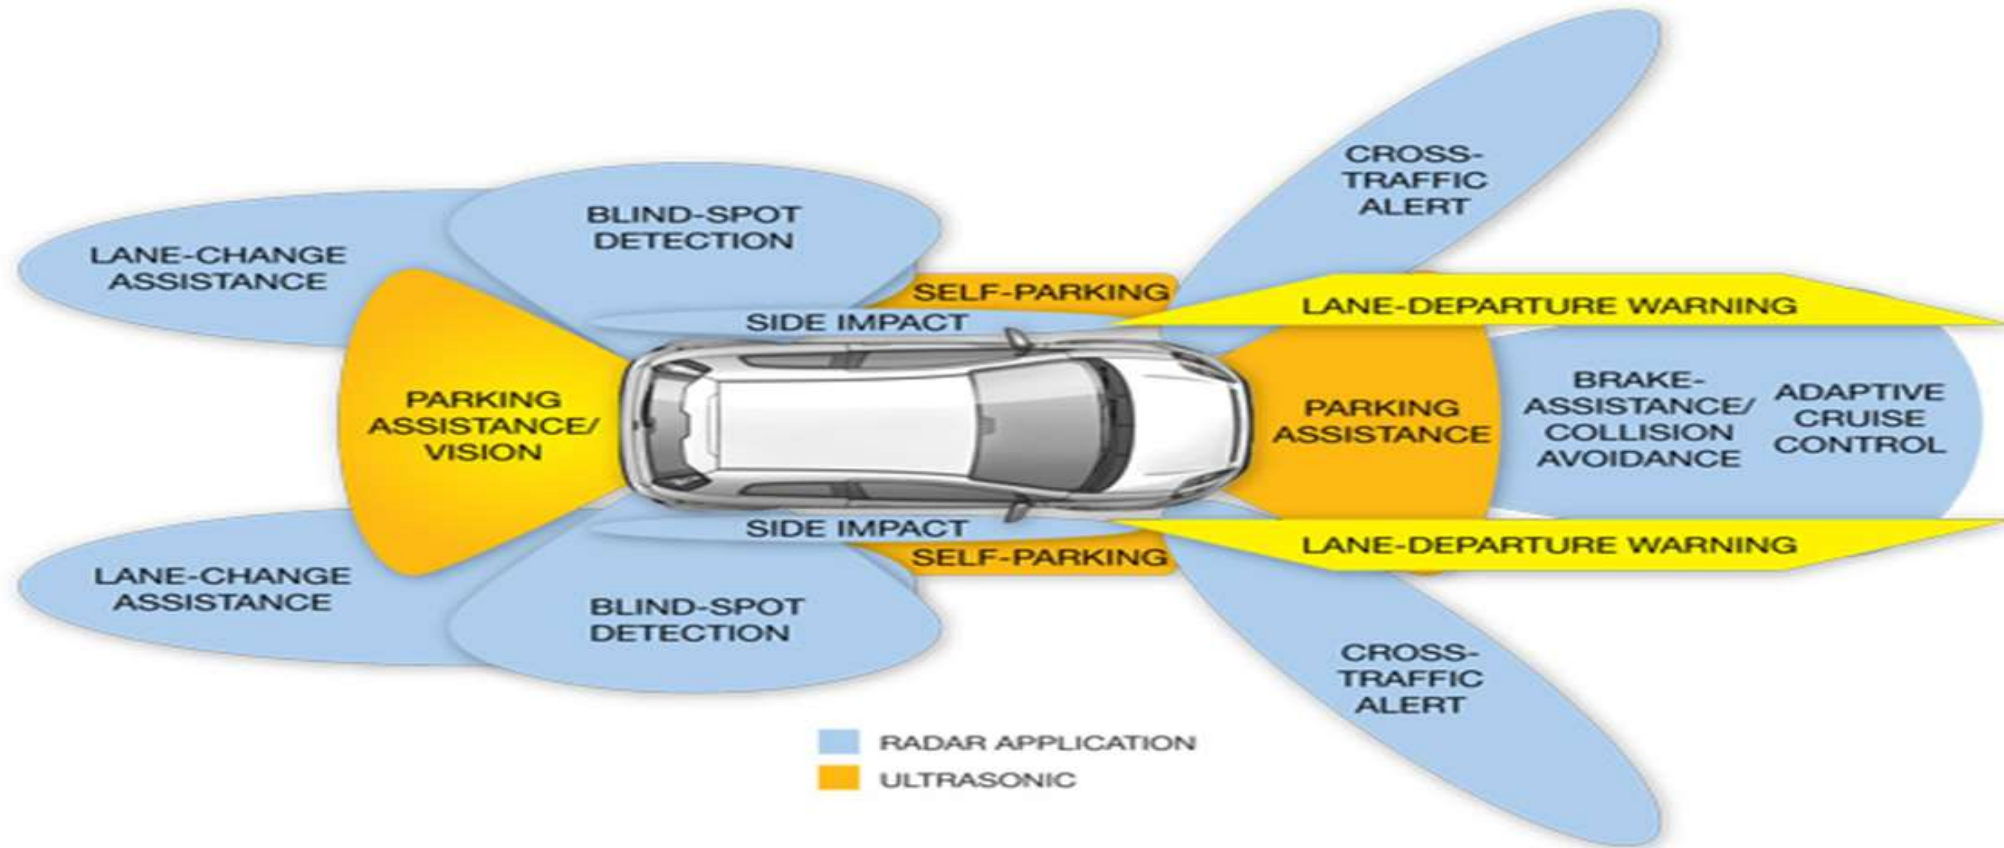 CROSS-
TRAFFIC
ALERT
BLIND-SPOT
DETECTION
LANE-CHANGE
ASSISTANCE
SELF-PARKING
LANE-DEPARTURE WARNING
SIDE IMPACT
PARKING
ASSISTANCE/
VISION
PARKING
ASSISTANCE
BRAKE-
ASSISTANCE/
COLLISION
AVOIDANCE
ADAPTIVE
CRUISE
CONTROL
SIDE IMPACT
SELF-PARKING
LANE-DEPARTURE WARNING
LANE-CHANGE
ASSISTANCE
BLIND-SPOT
DETECTION
CROSS-
TRAFFIC
ALERT
RADAR APPLICATION
ULTRASONIC